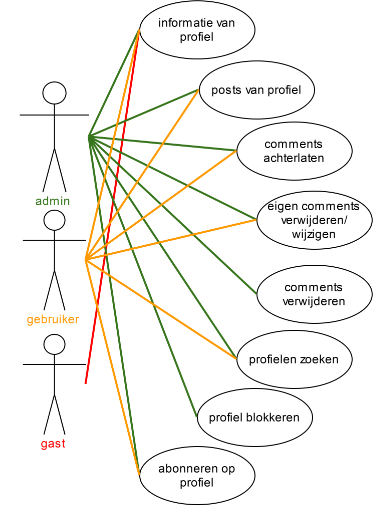 informatie van
profiel
posts van profiel
comments
achterlaten
admin
eigen comments
verwijderen/
wijzigen
comments
verwijderen
gebruiker
profielen zoeken
profiel blokkeren
gast
abonneren op
profiel